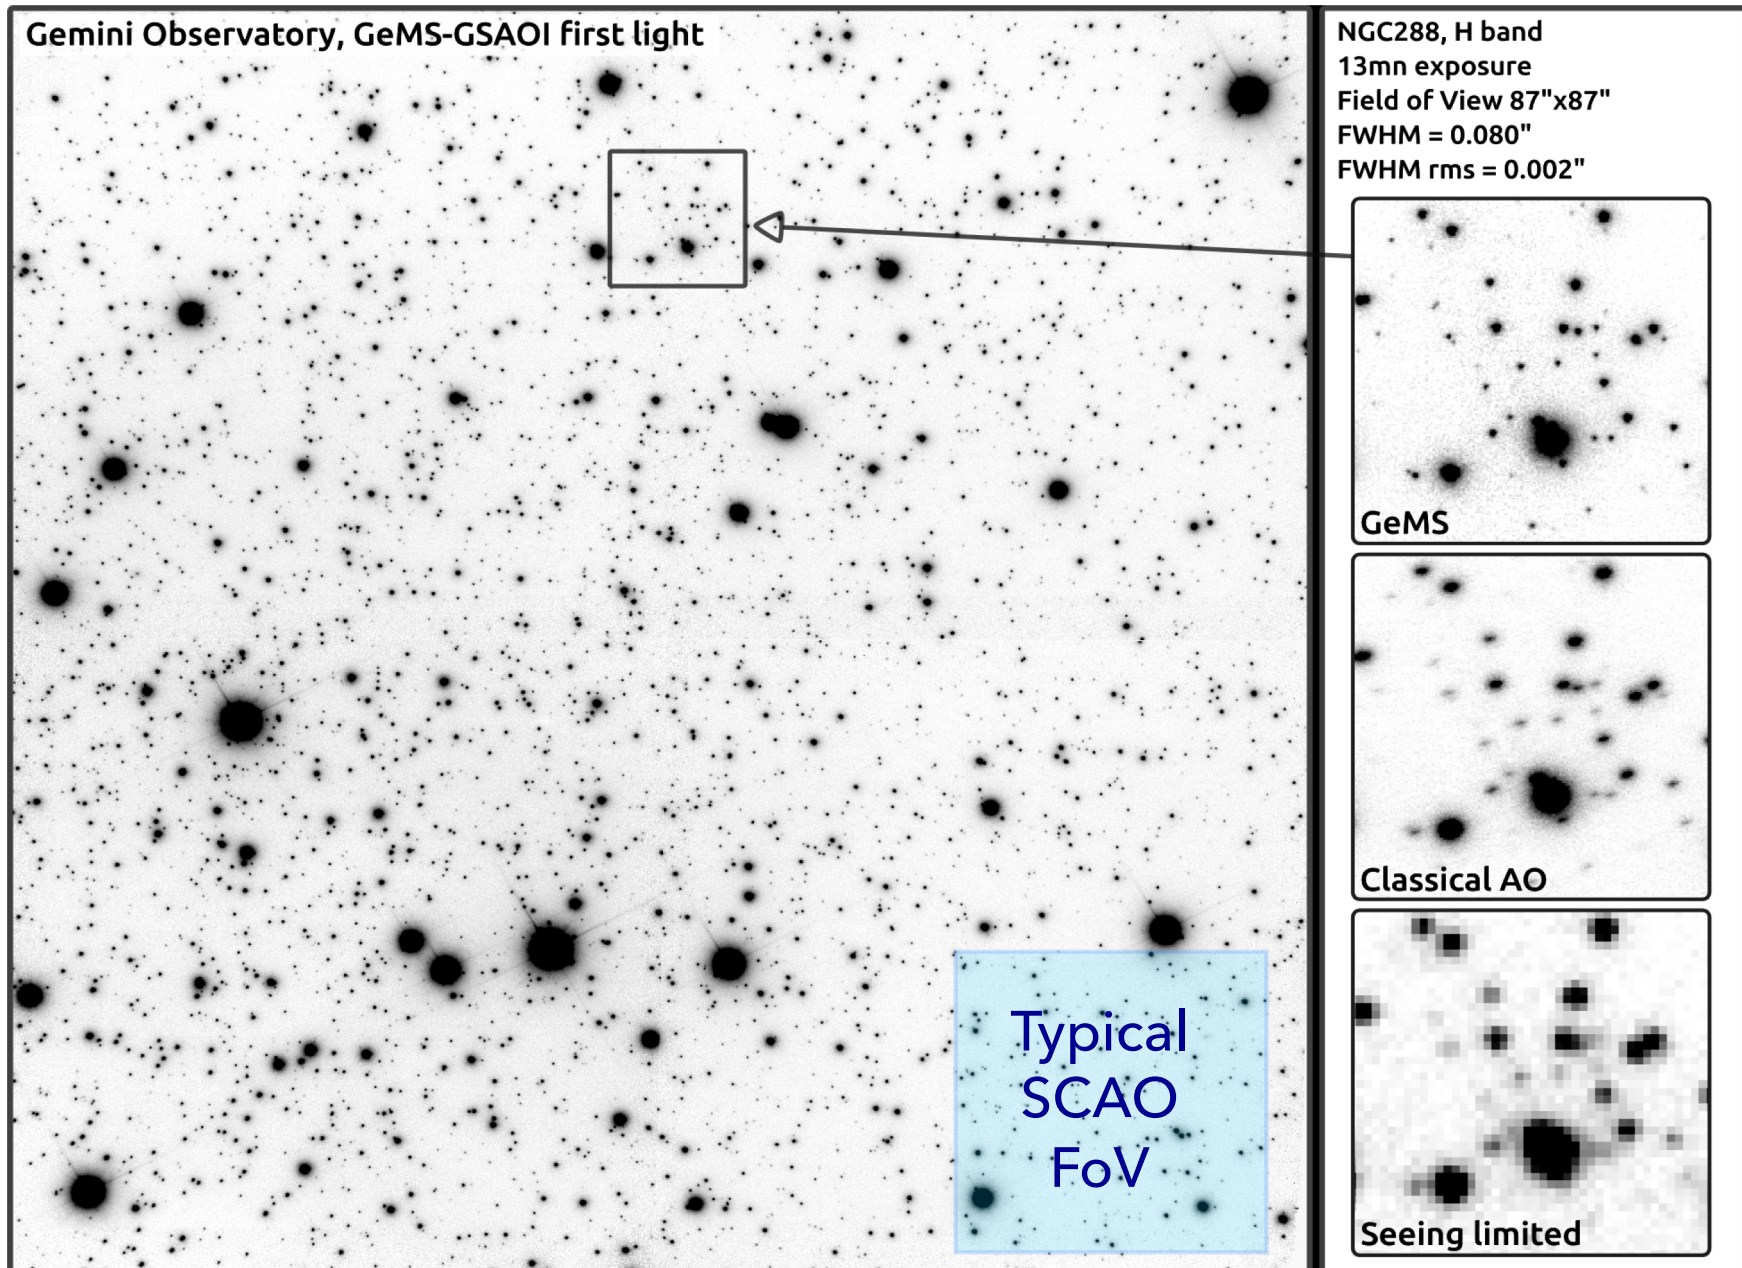 Gemini Observatory, GeMS-GSAOI first light
NGC288, H band
13mn exposure
Field of View 87"x87"
FWHM = 0.080"
FWHM rms = 0.002"
GeMS
Classical AO
Seeing limited
Typical
SCAO
FoV